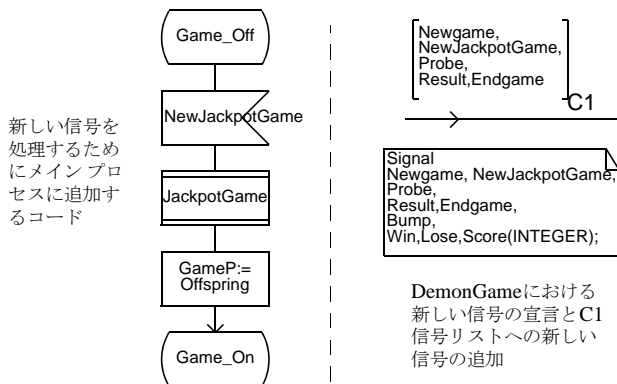 新しい信号を
処理するため
にメイン プロ
セスに追加す
るコード
Game_Off
NewJackpotGame
JackpotGame
GameP:=
Offspring
Game_On
Newgame,
NewJackpotGame,
Probe,
Result,Endgame
C1
Signal
Newgame, NewJackpotGame,
Probe,
Result,Endgame,
Bump,
Win,Lose,Score(INTEGER);
DemonGameにおける
新しい信号の宣言とC1
信号リストへの新しい
信号の追加